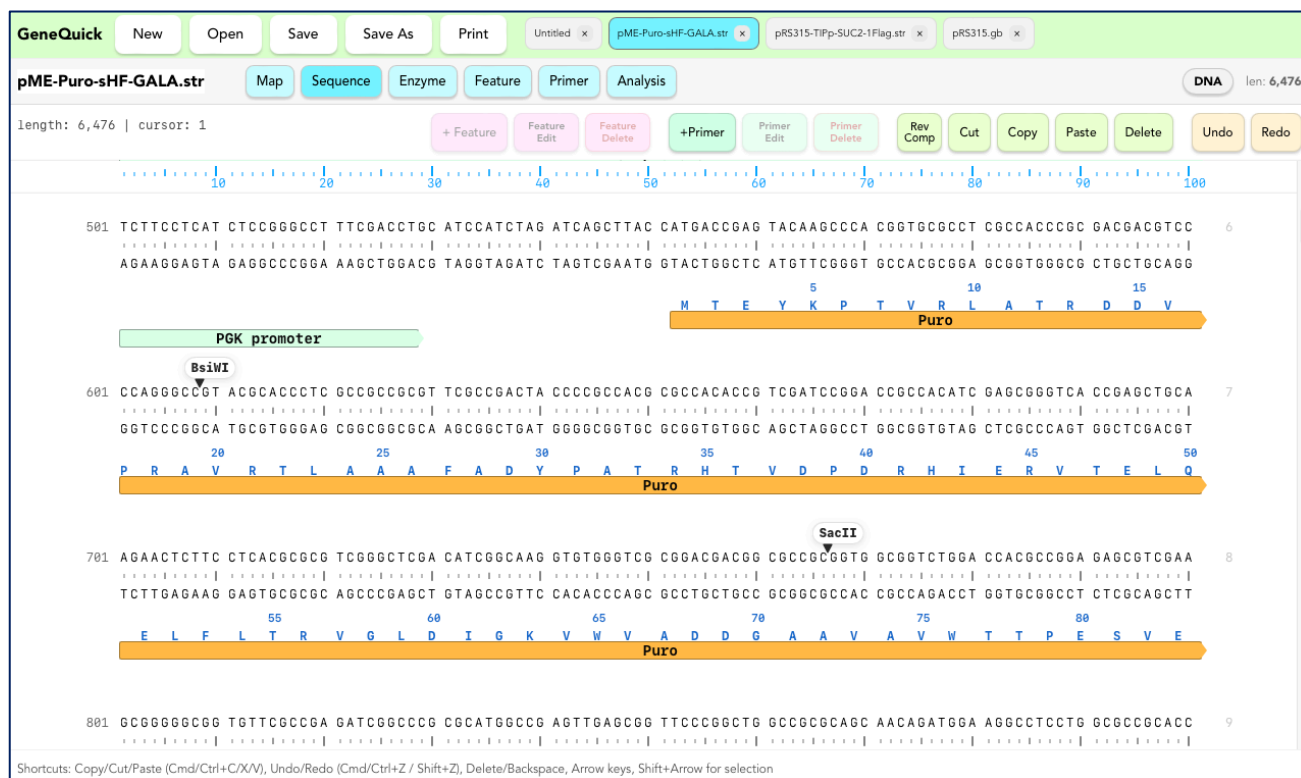 GeneQuick New Open Save Save As Print Untitled × pME-Puro-sHF-GALA.str × pRS315-TIPp-SUC2-1Flag.str × pRS315.gb ×
pME-Puro-sHF-GALA.str Map Sequence Enzyme Feature Primer Analysis DNA len: 6,476
length: 6,476 | cursor: 1 + Feature Feature Edit Feature Delete +Primer Primer Edit Primer Delete Rev Comp Cut Copy Paste Delete Undo Redo
10 20 30 40 50 60 70 80 90 100
501 TCTTCCTCAT CTCCGGGCCT TTCGACCTGC ATCCATCTAG ATCAGCTTAC CATGACCGAG TACAAGCCCA CGGTGCGCCT CGCCACCCGC GACGACGTCC 6
AGAAGGAGTA GAGGCCCGGA AAGCTGGACG TAGGTAGATC TAGTCGAATG GTACTGGCTC ATGTTCGGGT GCCACGCGGA GCGGTGGGCG CTGCTGCAGG
5 10 15
M T E Y K P T V R L A T R D D V
Puro
PGK promoter
BsiWI
601 CCAGGGCCGT ACGCACCCTC GCCGCCGCGT TCGCCGACTA CCCCGCCACG CGCCACACCG TCGATCCGGA CCGCCACATC GAGCGGGTCA CCGAGCTGCA 7
GGTCCCGGCA TGCGTGGGAG CGGCGGCGCA AGCGGCTGAT GGGGCGGTGC GCGGTGTGGC AGCTAGGCCT GGCGGTGTAG CTCGCCCAGT GGCTCGACGT
20 25 30 35 40 45 50
P R A V R T L A A A F A D Y P A T R H T V D P D R H I E R V T E L Q
Puro
SacII
701 AGAACTCTTC CTCACGCGCG TCGGGCTCGA CATCGGCAAG GTGTGGGTCG CGGACGACGG CGCCGCGGTG GCGGTCTGGA CCACGCCGGA GAGCGTCGAA 8
TCTTGAGAAG GAGTGCGCGC AGCCCGAGCT GTAGCCGTTC CACACCCAGC GCCTGCTGCC GCGGCGCCAC CGCCAGACCT GGTGCGGCCT CTCGCAGCTT
55 60 65 70 75 80
E L F L T R V G L D I G K V W V A D D G A A V A V W T T P E S V E
Puro
801 GCGGGGGCGG TGTTCGCCGA GATCGGCCCG CGCATGGCCG AGTTGAGCGG TTCCCGGCTG GCCGCGCAGC AACAGATGGA AGGCCTCCTG GCGCCGCACC 9
Shortcuts: Copy/Cut/Paste (Cmd/Ctrl+C/X/V), Undo/Redo (Cmd/Ctrl+Z / Shift+Z), Delete/Backspace, Arrow keys, Shift+Arrow for selection